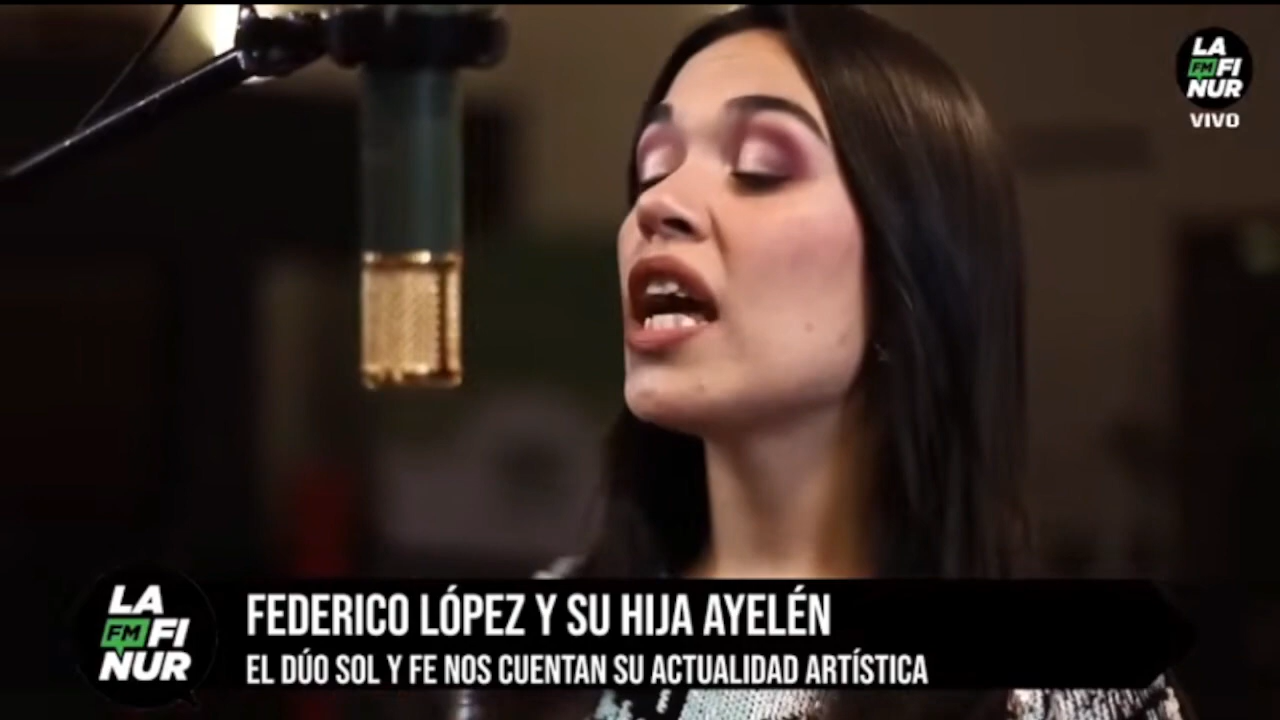 LA
FM FI
NUR
VIVO
LA
FM FI
NUR
FEDERICO LÓPEZ Y SU HIJA AYELÉN
EL DÚO SOL Y FE NOS CUENTAN SU ACTUALIDAD ARTÍSTICA